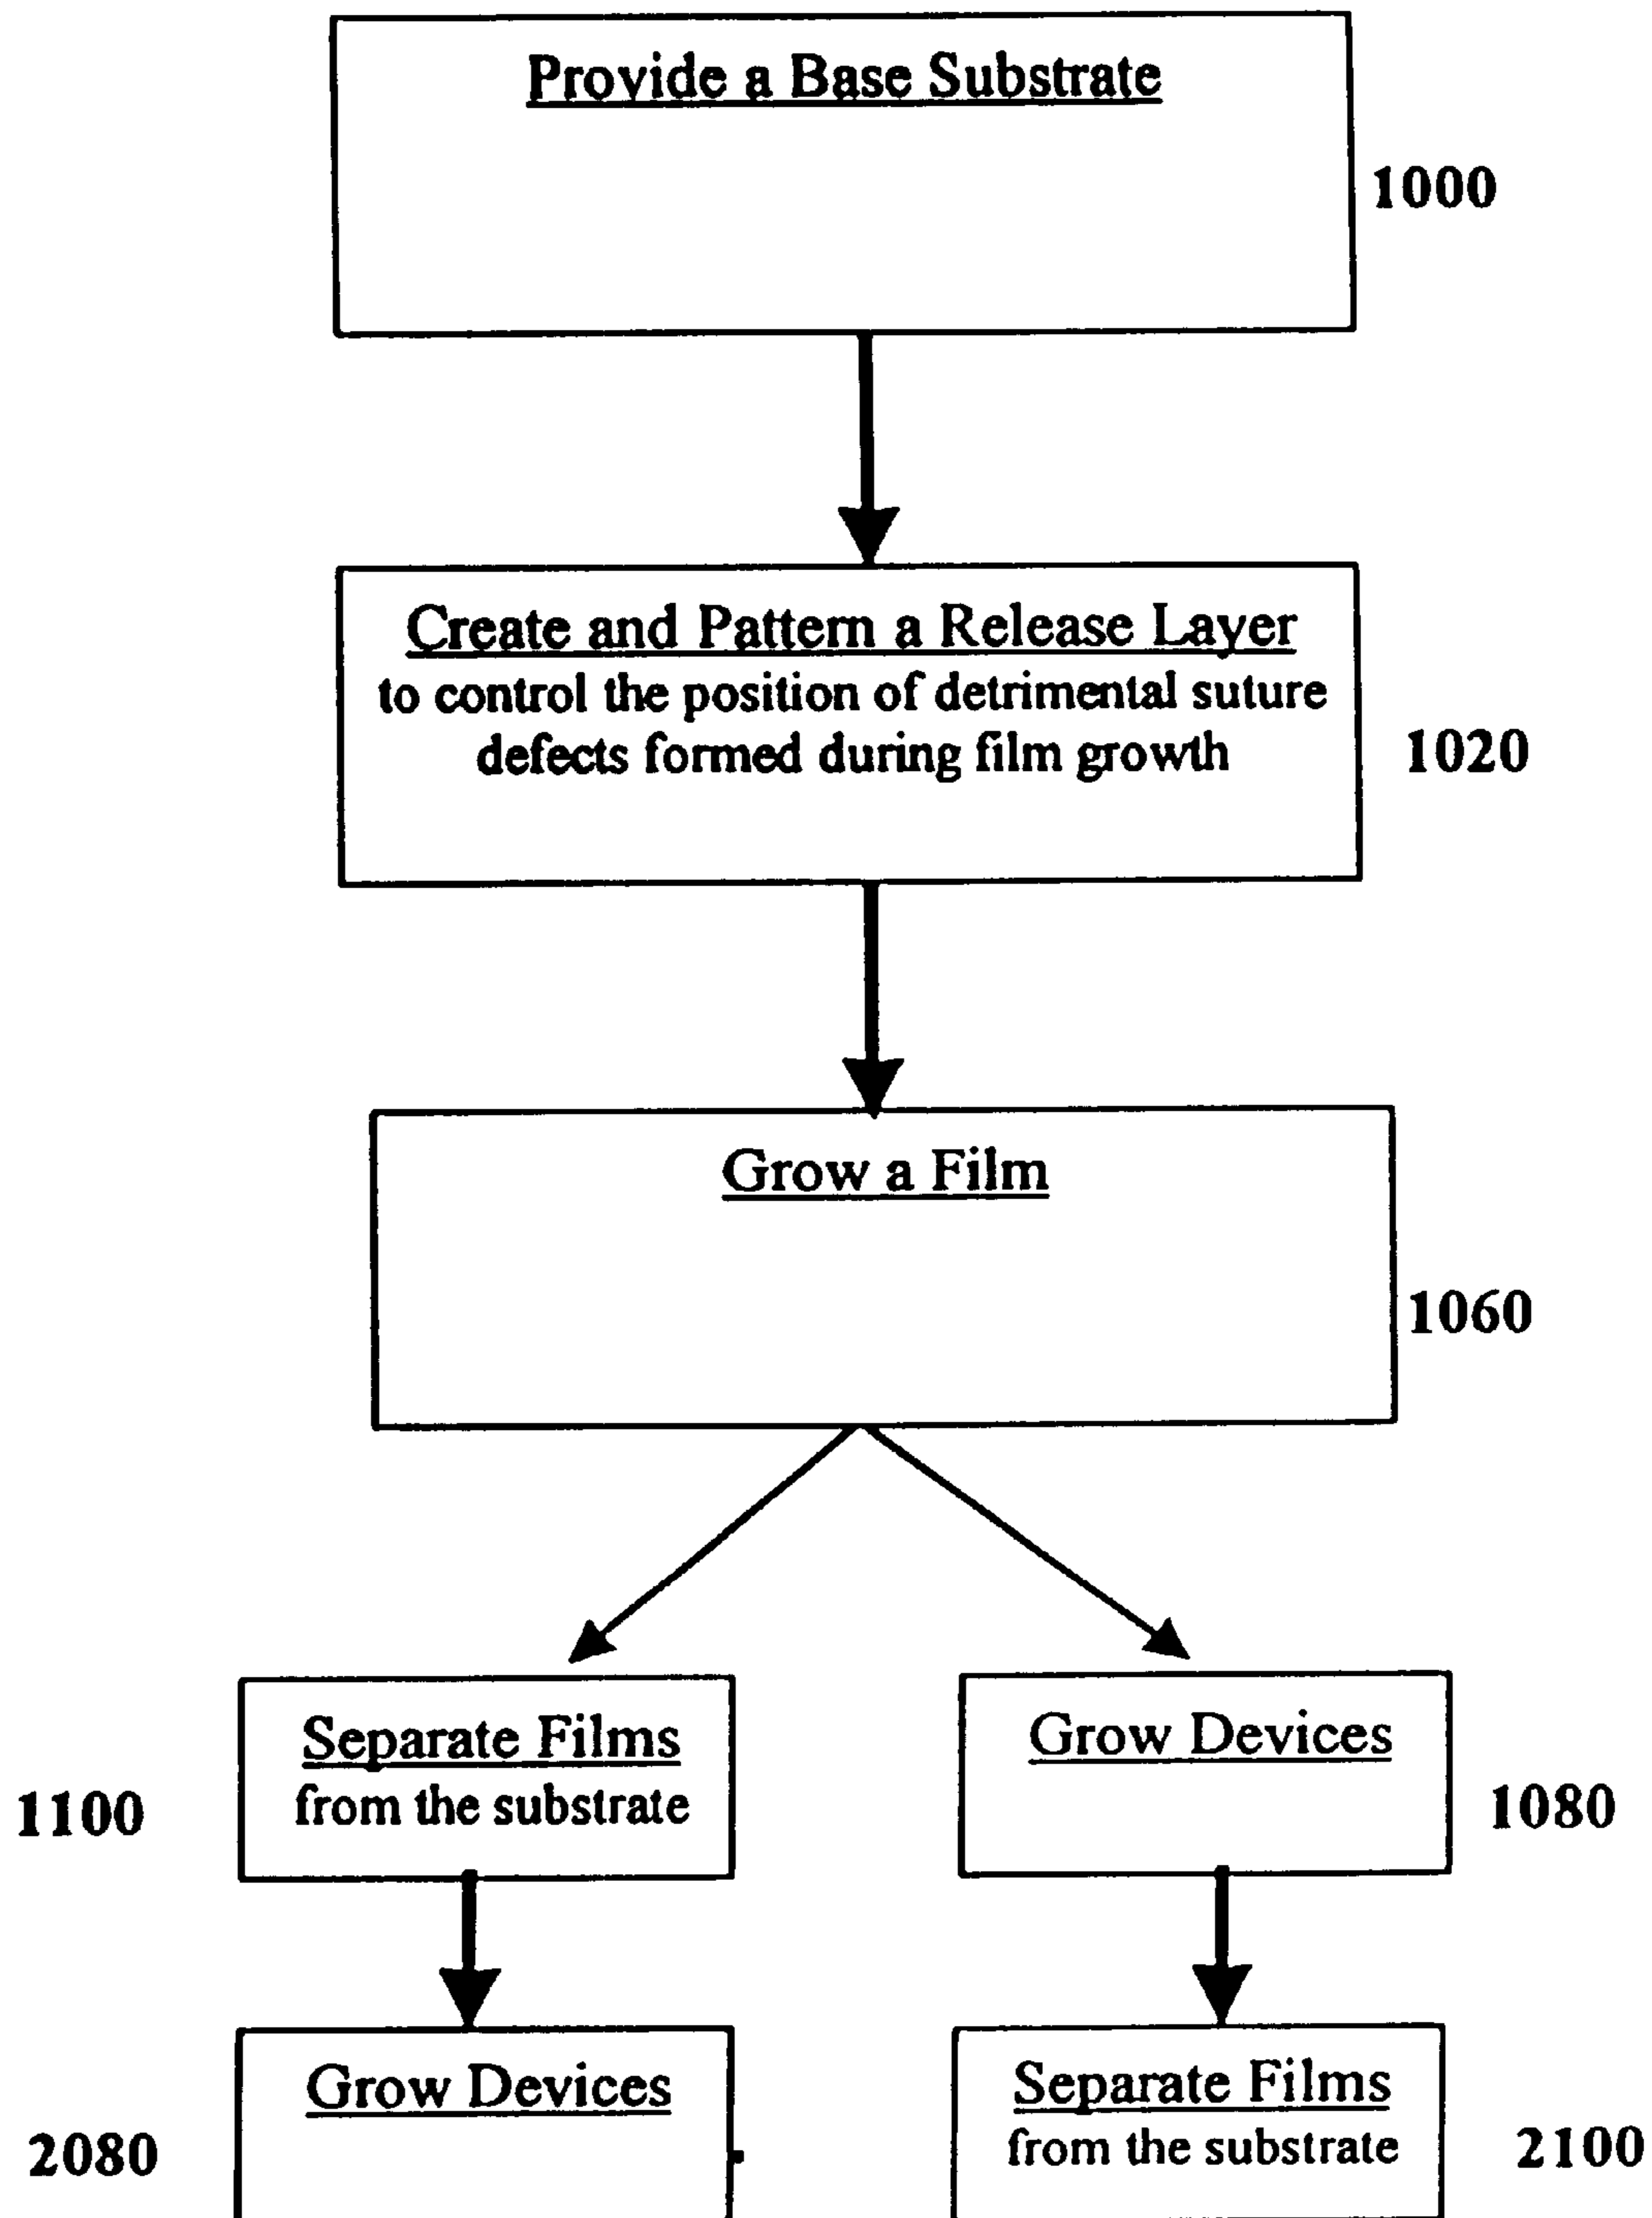 Provide a Base Substrate
1000
Create and Pattern a Release Layer
to control the position of detrimental suture
defects formed during film growth
1020
Grow a Film
1060
Separate Films
from the substrate
1100
Grow Devices
1080
Grow Devices
2080
Separate Films
from the substrate
2100